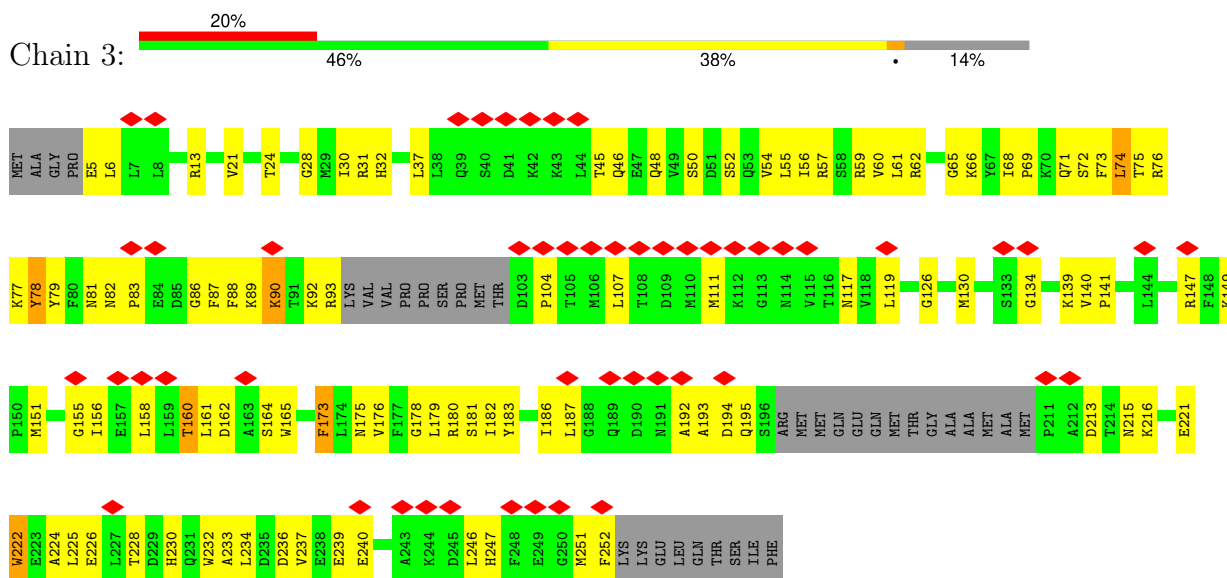 20%
Chain 3:
46% 38% • 14%
MET ALA GLY PRO E5 L6 L7 L8 R13 V21 T24 G28 M29 I30 R31 H32 L37 L38 Q39 S40 D41 K42 K43 L44 T45 Q46 E47 Q48 V49 S50 D51 S52 Q53 V54 L55 I56 R57 S58 R59 V60 L61 R62 G65 K66 Y67 I68 P69 K70 Q71 S72 F73 L74 T75 R76
K77 Y78 Y79 F80 N81 N82 P83 E84 D85 G86 F87 F88 K89 K90 T91 K92 R93 LYS VAL VAL PRO PRO SER PRO MET THR D103 P104 T105 M106 L107 T108 D109 M110 M111 K112 G113 N114 V115 T116 N117 V118 L119 G126 M130 S133 G134 K139 V140 P141 L144 R147 F148 K149
P150 M151 G155 I156 E157 L158 L159 T160 L161 D162 A163 S164 W165 F173 L174 N175 V176 F177 G178 L179 R180 S181 I182 Y183 I186 L187 G188 Q189 D190 N191 A192 A193 D194 Q195 S196 ARG MET MET GLN GLU GLN MET THR GLY ALA ALA MET ALA MET P211 A212 D213 T214 N215 K216 E221
W222 E223 A224 L225 E226 L227 T228 D229 H230 Q231 W232 A233 L234 D235 D236 V237 E238 E239 E240 A243 K244 D245 L246 H247 F248 E249 G250 M251 F252 LYS LYS GLU LEU GLN THR SER ILE PHE